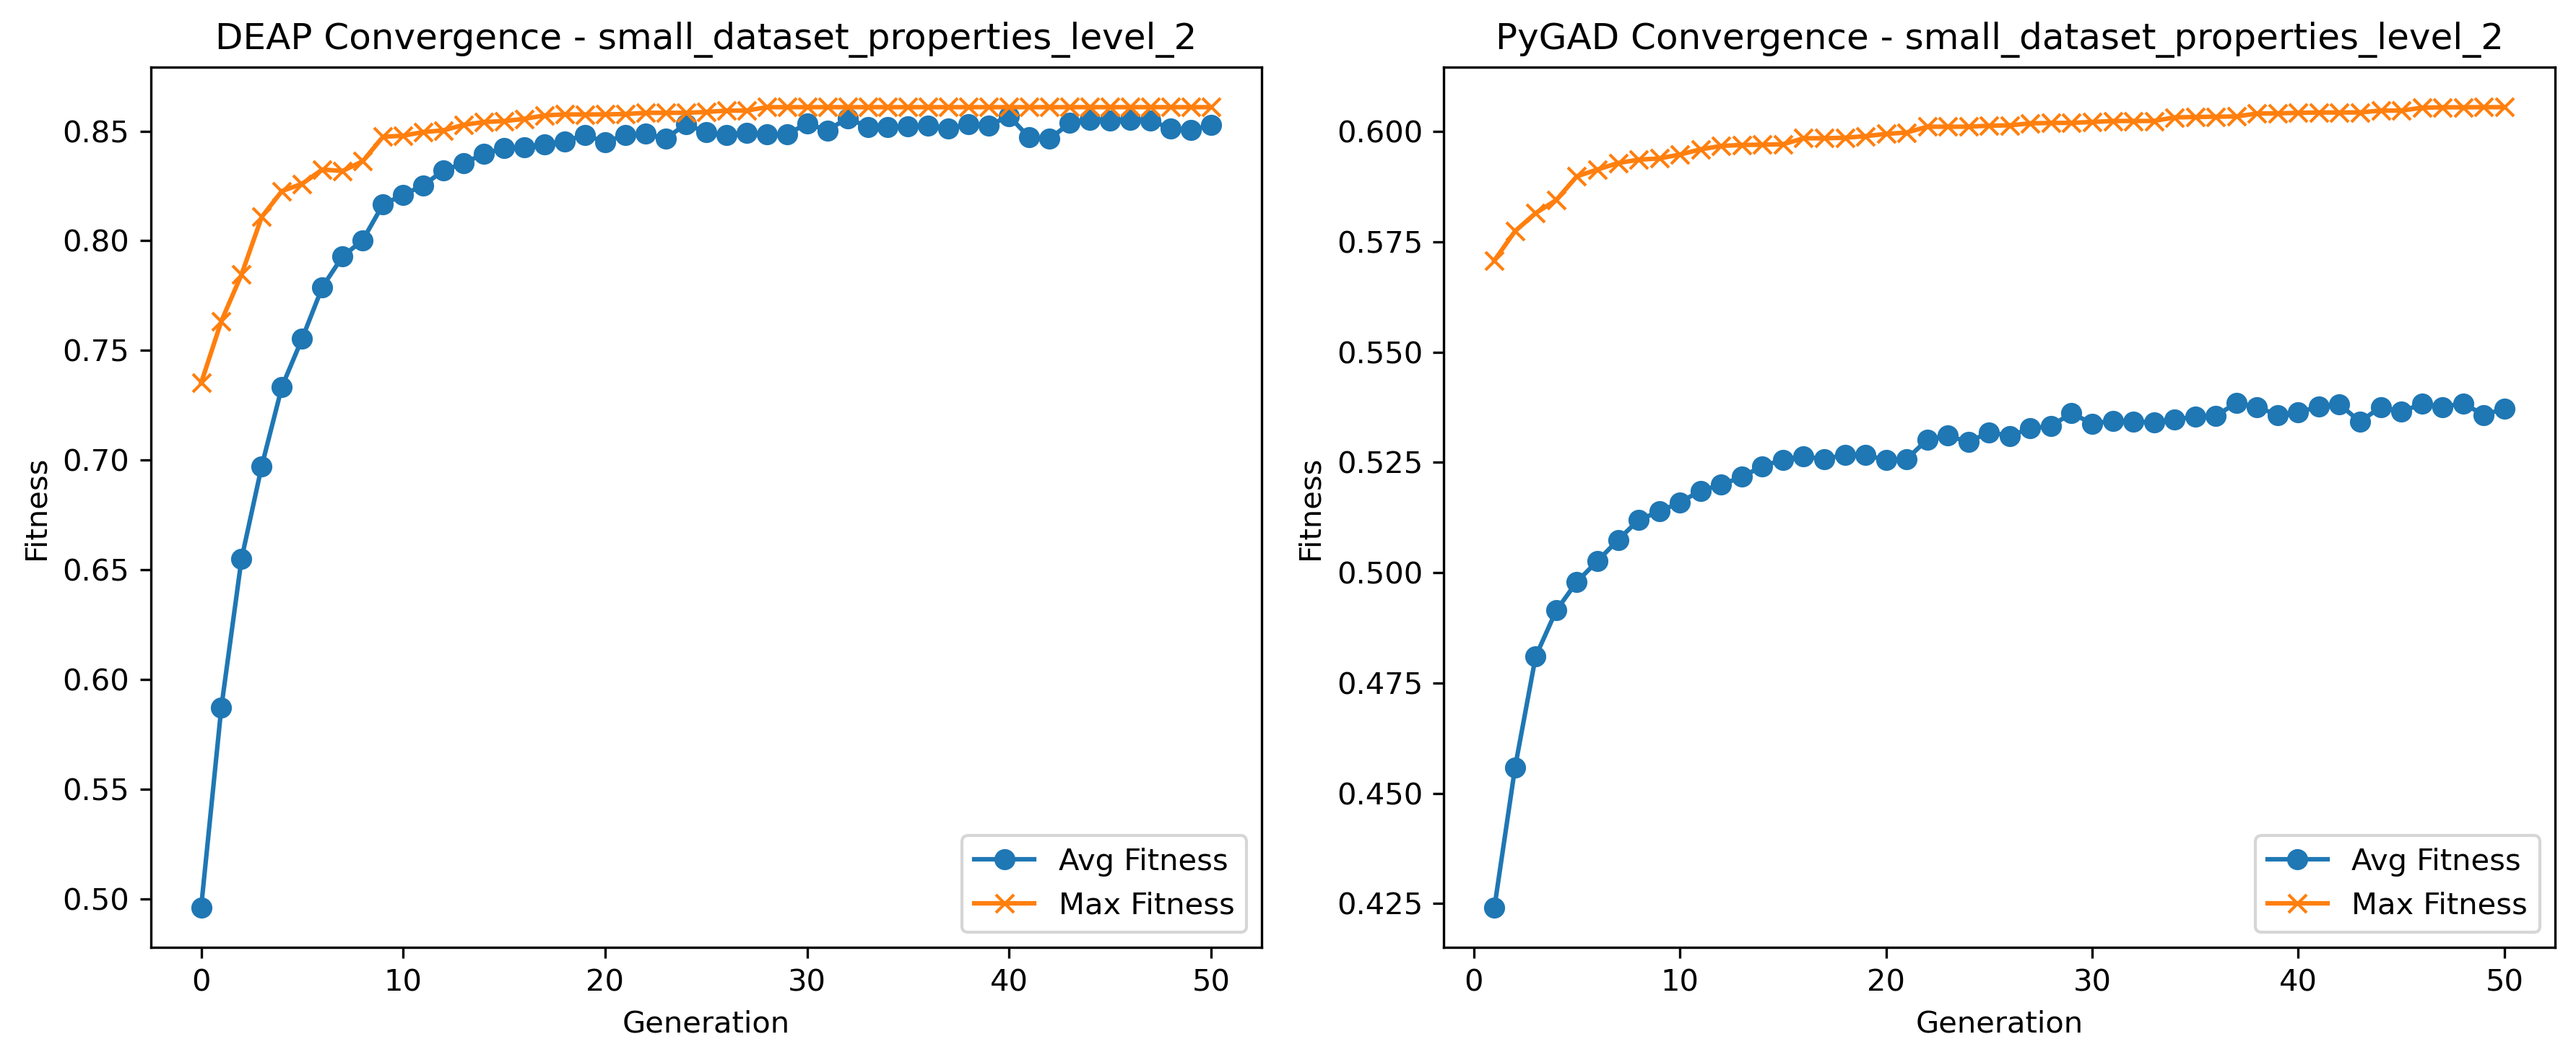 DEAP Convergence - small_dataset_properties_level_2
Fitness
0.85
0.80
0.75
0.70
0.65
0.60
0.55
0.50
0
10
20
30
40
50
Generation
Avg Fitness
Max Fitness
PyGAD Convergence - small_dataset_properties_level_2
Fitness
0.600
0.575
0.550
0.525
0.500
0.475
0.450
0.425
0
10
20
30
40
50
Generation
Avg Fitness
Max Fitness